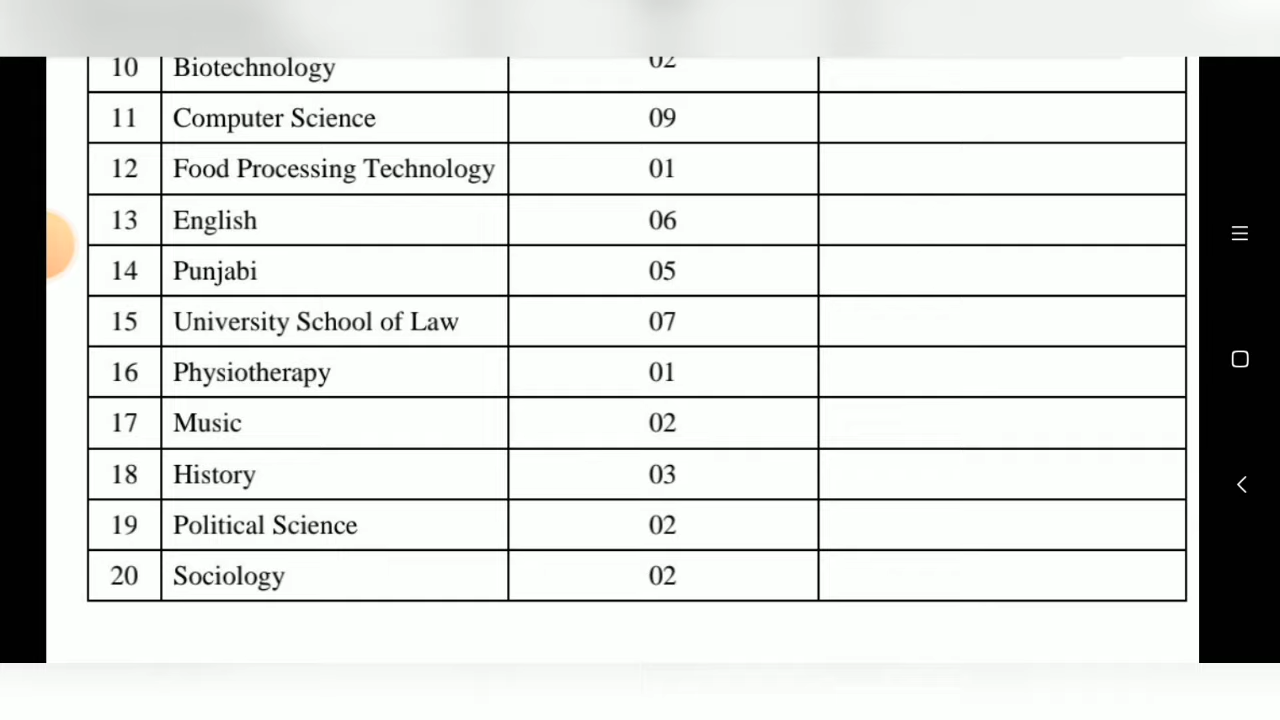 10 Biotechnology 02
11 Computer Science 09
12 Food Processing Technology 01
13 English 06
14 Punjabi 05
15 University School of Law 07
16 Physiotherapy 01
17 Music 02
18 History 03
19 Political Science 02
20 Sociology 02